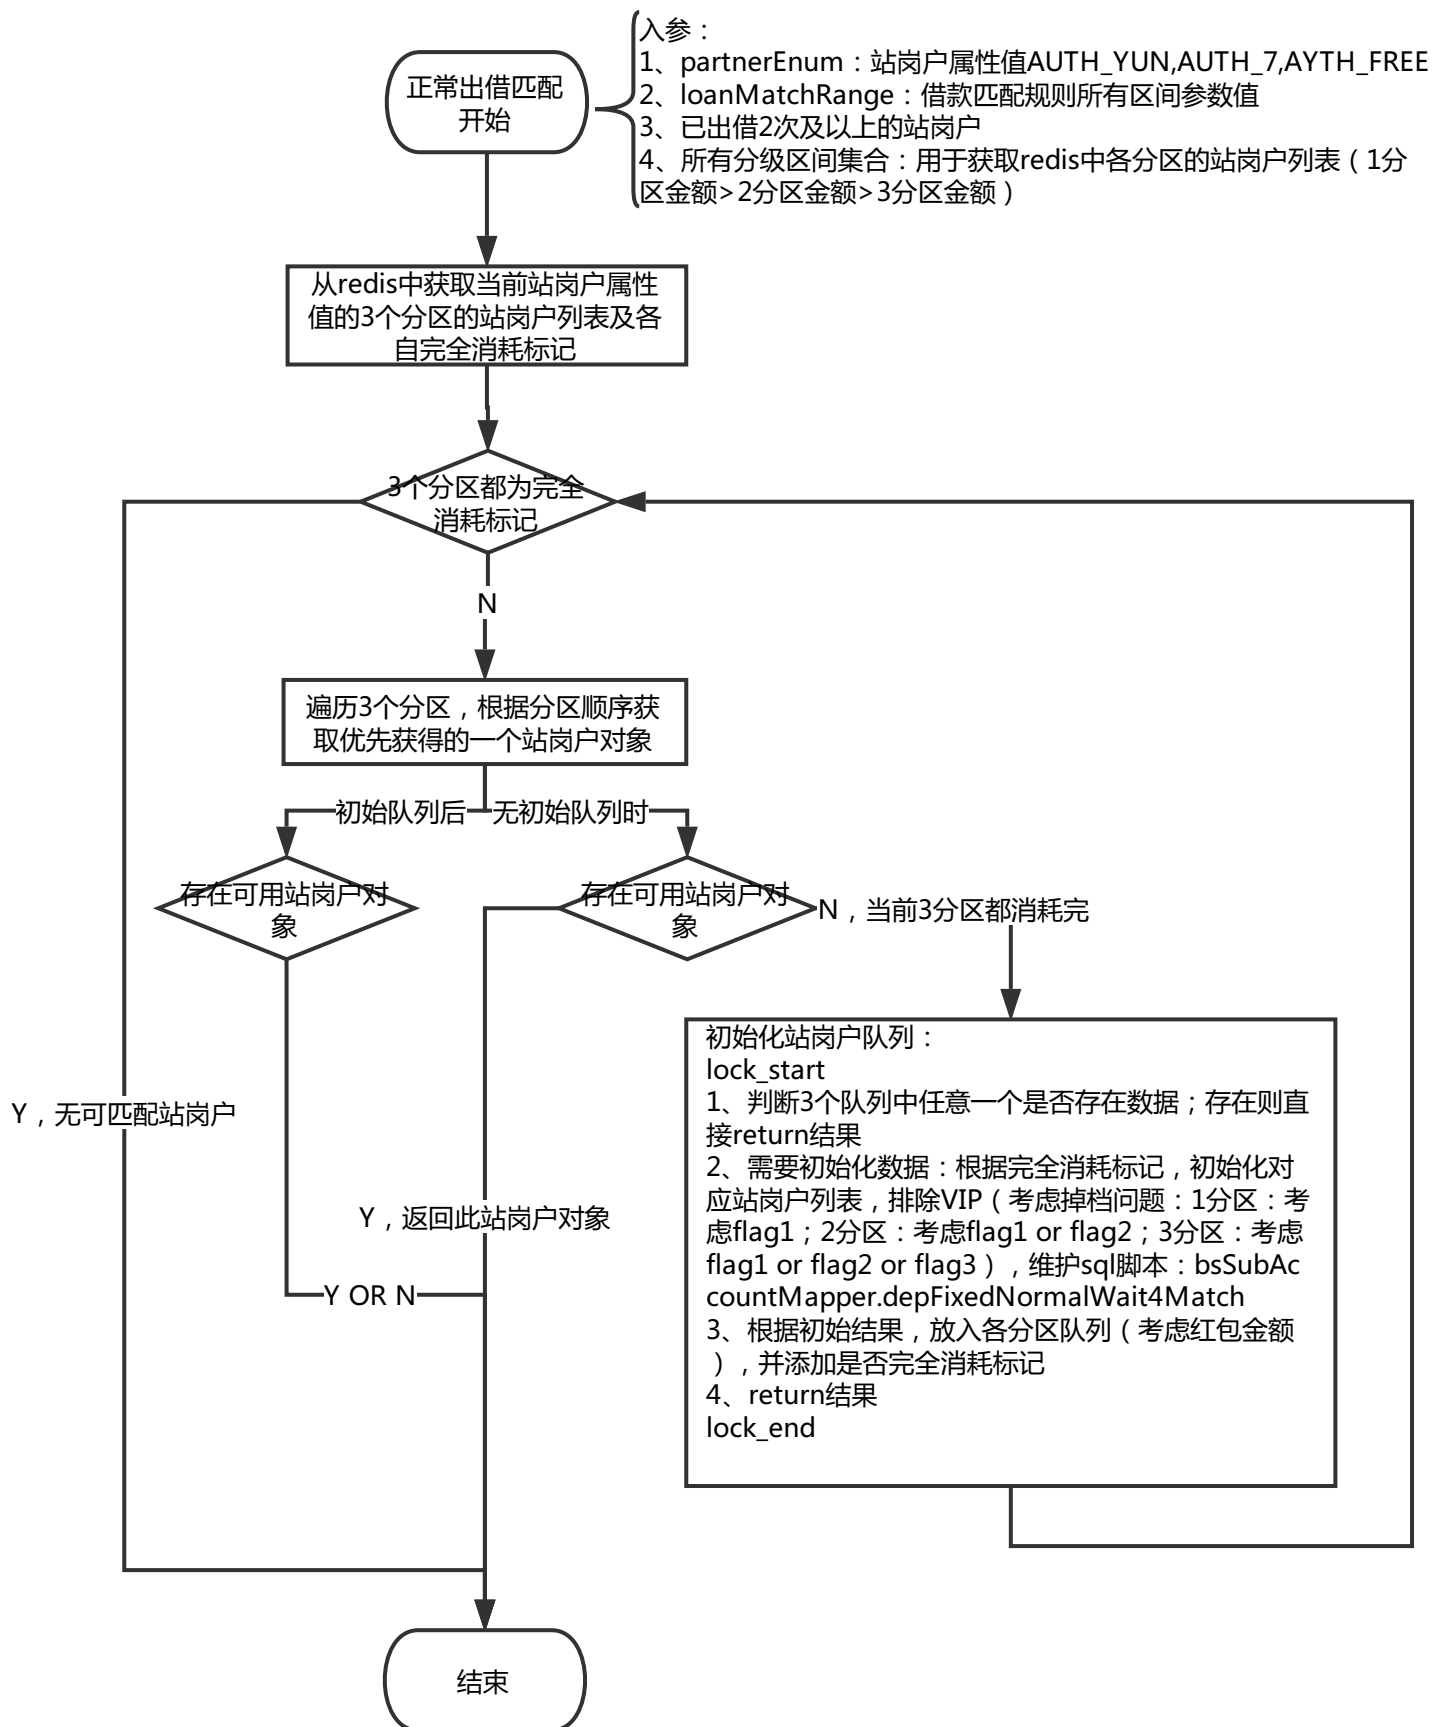 入参：
1、partnerEnum：站岗户属性值AUTH_YUN,AUTH_7,AYTH_FREE
2、loanMatchRange：借款匹配规则所有区间参数值
3、已出借2次及以上的站岗户
4、所有分级区间集合：用于获取redis中各分区的站岗户列表（1分
区金额>2分区金额>3分区金额）
正常出借匹配
开始
从redis中获取当前站岗户属性
值的3个分区的站岗户列表及各
自完全消耗标记
3个分区都为完全
消耗标记
N
遍历3个分区，根据分区顺序获
取优先获得的一个站岗户对象
初始队列后
无初始队列时
存在可用站岗户对
象
存在可用站岗户对
象
N，当前3分区都消耗完
初始化站岗户队列：
lock_start
1、判断3个队列中任意一个是否存在数据；存在则直
接return结果
2、需要初始化数据：根据完全消耗标记，初始化对
应站岗户列表，排除VIP（考虑掉档问题：1分区：考
虑flag1；2分区：考虑flag1 or flag2；3分区：考虑
flag1 or flag2 or flag3），维护sql脚本：bsSubAc
countMapper.depFixedNormalWait4Match
3、根据初始结果，放入各分区队列（考虑红包金额
），并添加是否完全消耗标记
4、return结果
lock_end
Y，无可匹配站岗户
Y，返回此站岗户对象
Y OR N
结束